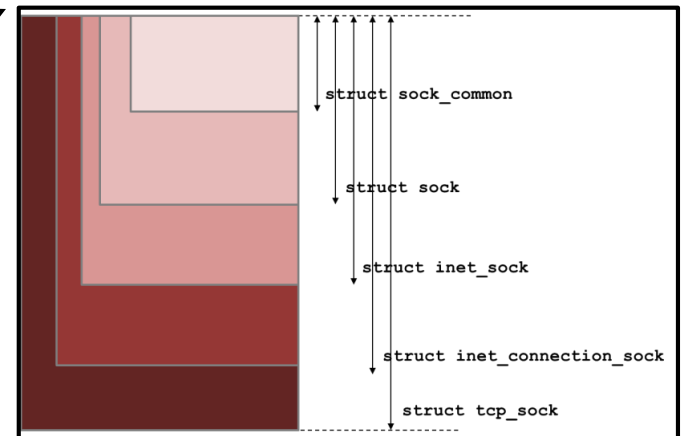 struct sock_common
struct sock
struct inet_sock
struct inet_connection_sock
struct tcp_sock